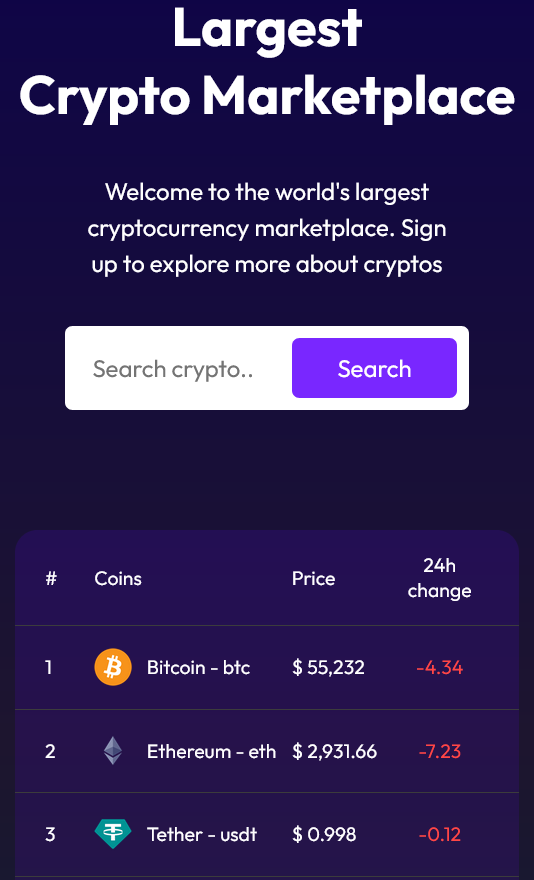 Largest
Crypto Marketplace
Welcome to the world's largest
cryptocurrency marketplace. Sign
up to explore more about cryptos
Search crypto.. Search
# Coins Price 24h change
1 Bitcoin - btc $ 55,232 -4.34
2 Ethereum - eth $ 2,931.66 -7.23
3 Tether - usdt $ 0.998 -0.12